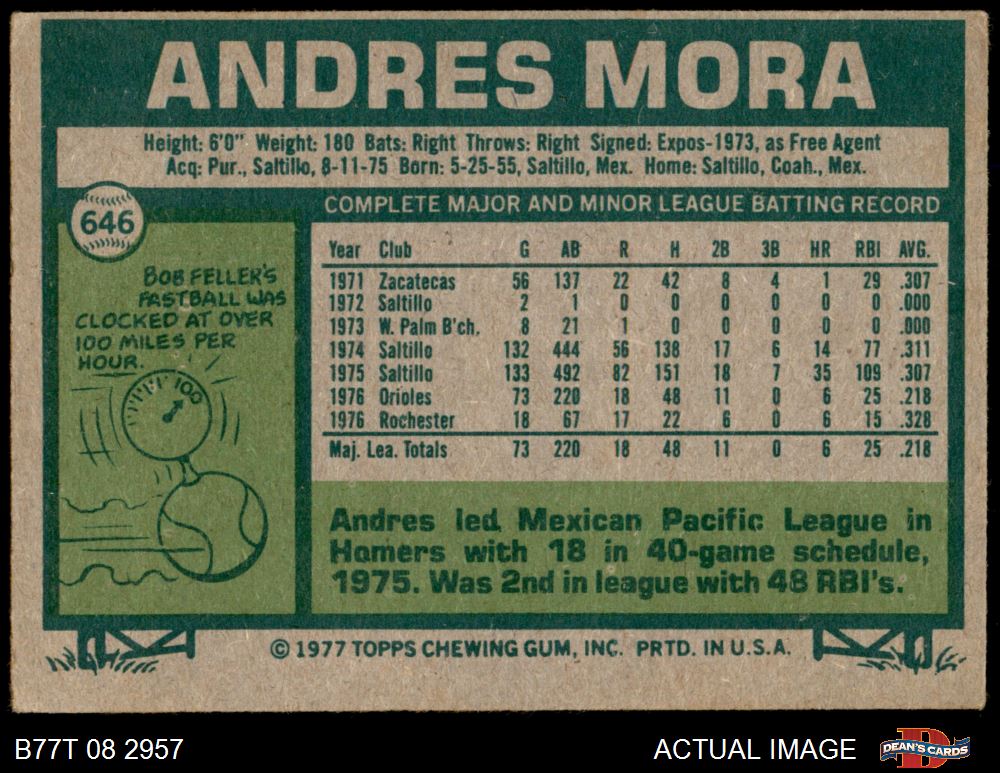 ANDRES MORA
Height: 6'0" Weight: 180 Bats: Right Throws: Right Signed: Expos-1973, as Free Agent
Acq: Pur., Saltillo, 8-11-75 Born: 5-25-55, Saltillo, Mex. Home: Saltillo, Coah., Mex.
646
BOB FELLER'S
FASTBALL WAS
CLOCKED AT OVER
100 MILES PER
HOUR.
100
COMPLETE MAJOR AND MINOR LEAGUE BATTING RECORD
Year Club G AB R H 2B 3B HR RBI AVG.
1971 Zacatecas 56 137 22 42 8 4 1 29 .307
1972 Saltillo 2 1 0 0 0 0 0 0 .000
1973 W. Palm B'ch. 8 21 1 0 0 0 0 0 .000
1974 Saltillo 132 444 56 138 17 6 14 77 .311
1975 Saltillo 133 492 82 151 18 7 35 109 .307
1976 Orioles 73 220 18 48 11 0 6 25 .218
1976 Rochester 18 67 17 22 6 0 6 15 .328
Maj. Lea. Totals 73 220 18 48 11 0 6 25 .218
Andres led Mexican Pacific League in
Homers with 18 in 40-game schedule,
1975. Was 2nd in league with 48 RBI's.
© 1977 TOPPS CHEWING GUM, INC. PRTD. IN U.S.A.
B77T 08 2957
ACTUAL IMAGE
DEAN'S CARDS